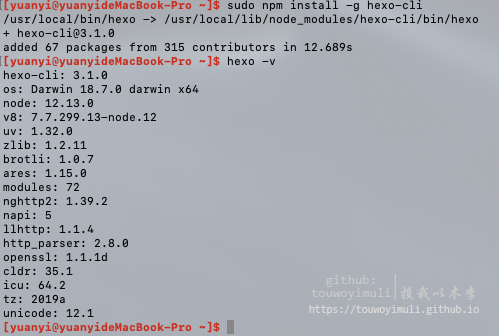 [[yuanyi@yuanyideMacBook-Pro ~]$ sudo npm install -g hexo-cli
/usr/local/bin/hexo -> /usr/local/lib/node_modules/hexo-cli/bin/hexo
+ hexo-cli@3.1.0
added 67 packages from 315 contributors in 12.689s
[[yuanyi@yuanyideMacBook-Pro ~]$ hexo -v
hexo-cli: 3.1.0
os: Darwin 18.7.0 darwin x64
node: 12.13.0
v8: 7.7.299.13-node.12
uv: 1.32.0
zlib: 1.2.11
brotli: 1.0.7
ares: 1.15.0
modules: 72
nghttp2: 1.39.2
napi: 5
llhttp: 1.1.4
http_parser: 2.8.0
openssl: 1.1.1d
cldr: 35.1
icu: 64.2
tz: 2019a
unicode: 12.1
[yuanyi@yuanyideMacBook-Pro ~]$
github:
touwoyimuli
投我以木李
https://touwoyimuli.github.io